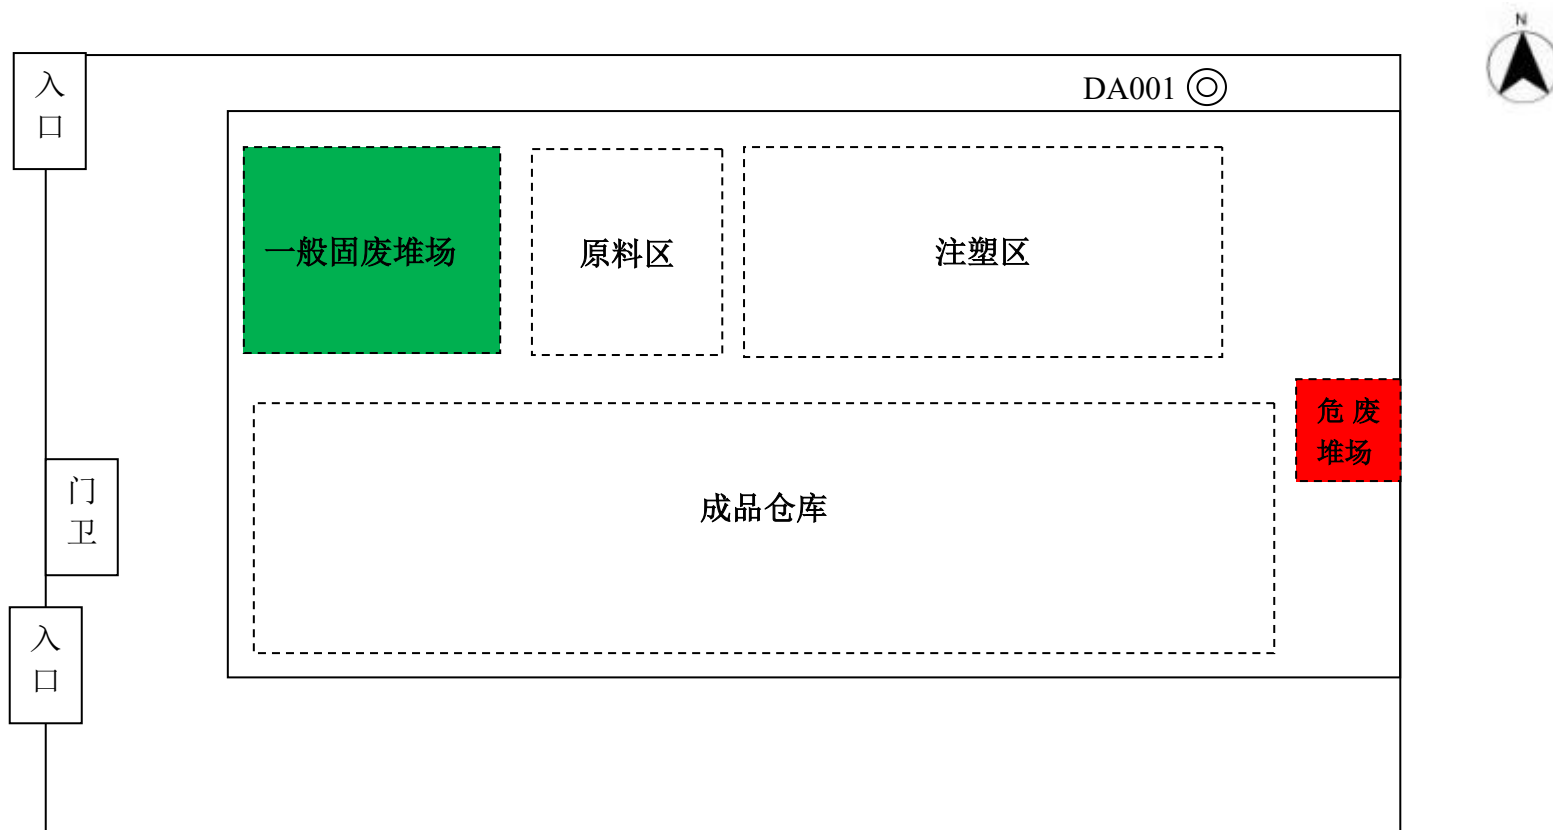 N
入
口
DA001
一般固废堆场
原料区
注塑区
危废
堆场
门
卫
成品仓库
入
口